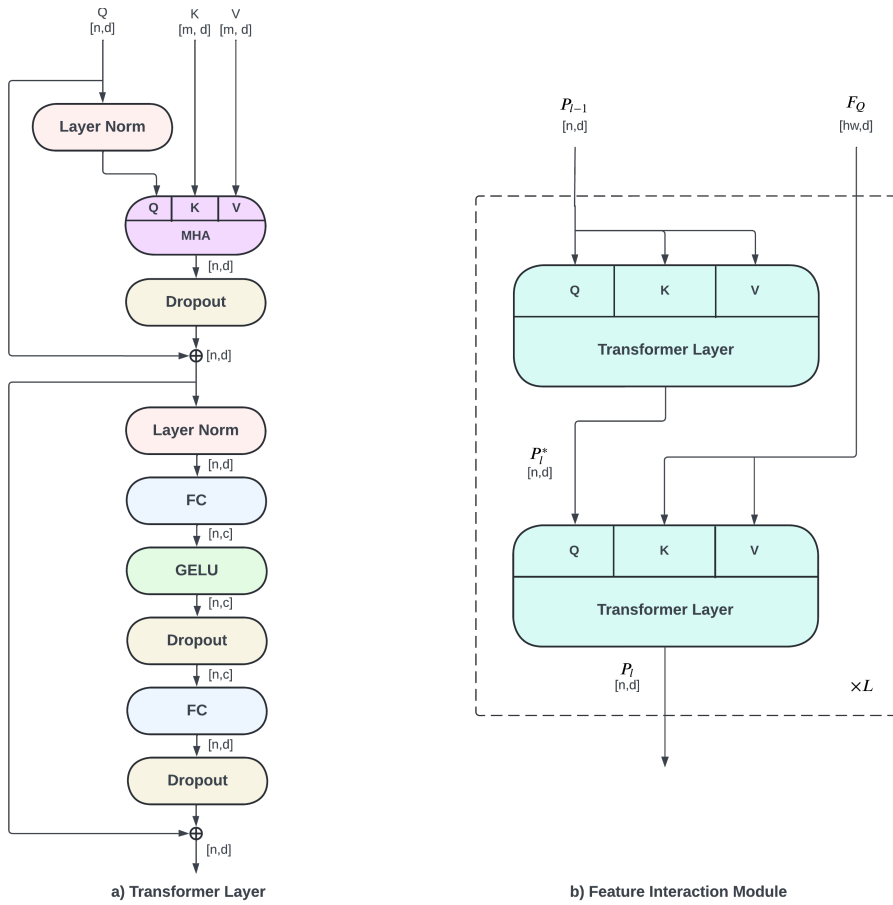 Q
[n,d]
K
[m, d]
V
[m, d]
Layer Norm
Q K V
MHA
[n,d]
Dropout
[n,d]
Layer Norm
[n,d]
FC
[n,c]
GELU
[n,c]
Dropout
[n,c]
FC
[n,d]
Dropout
[n,d]
a) Transformer Layer
P_{l-1}
[n,d]
F_Q
[hw,d]
Q K V
Transformer Layer
P_l^*
[n,d]
Q K V
Transformer Layer
P_l
[n,d]
×L
b) Feature Interaction Module